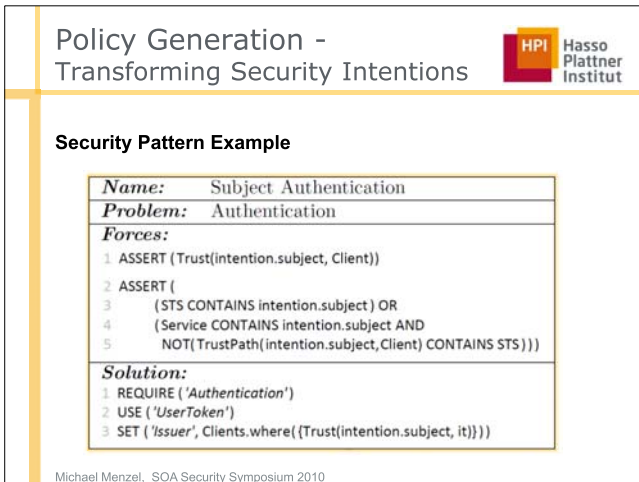 Policy Generation -
Transforming Security Intentions
HPI Hasso
Plattner
Institut
Security Pattern Example
Name: Subject Authentication
Problem: Authentication
Forces:
1 ASSERT (Trust(intention.subject, Client))
2 ASSERT (
3 (STS CONTAINS intention.subject) OR
4 (Service CONTAINS intention.subject AND
5 NOT(TrustPath(intention.subject,Client) CONTAINS STS)))
Solution:
1 REQUIRE ('Authentication')
2 USE ('UserToken')
3 SET ('Issuer', Clients.where({Trust(intention.subject, it)}))
Michael Menzel, SOA Security Symposium 2010